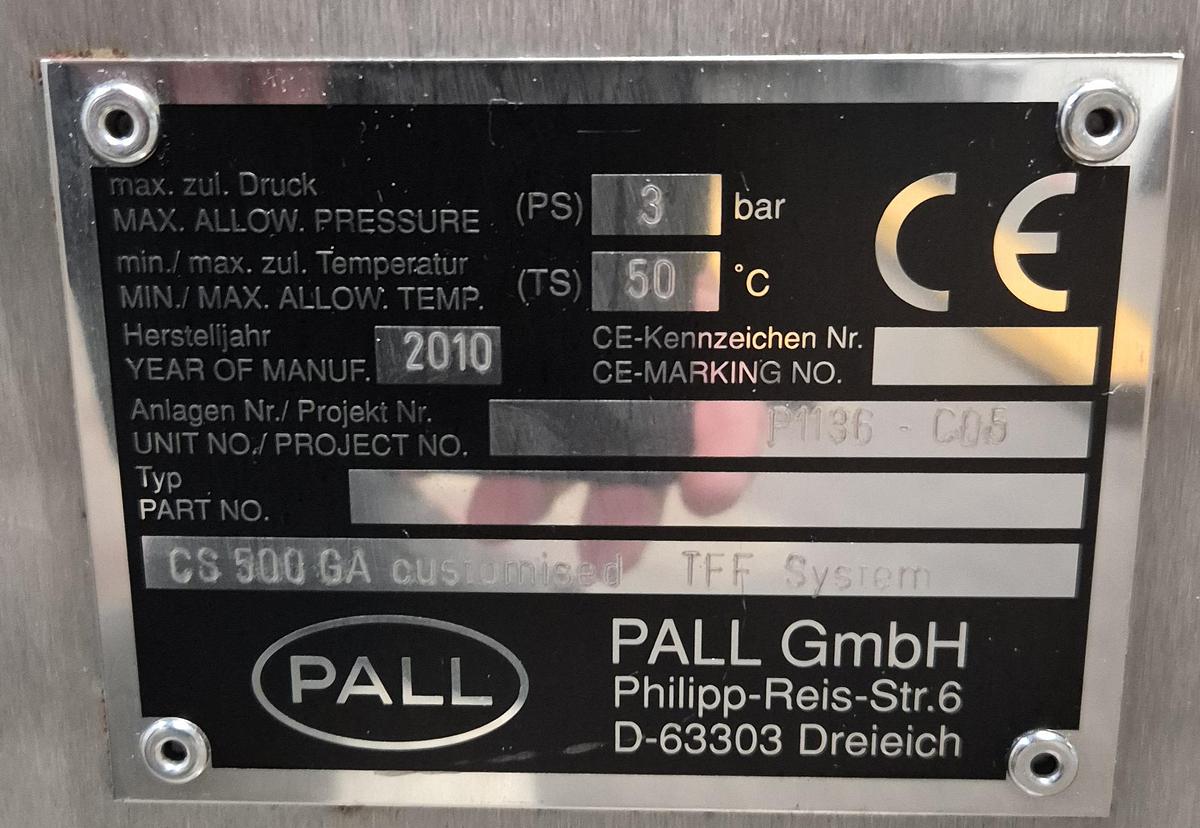 max. zul. Druck
MAX. ALLOW. PRESSURE (PS) 3 bar
min./ max. zul. Temperatur
MIN./ MAX. ALLOW. TEMP. (TS) 50 °C
CE
Herstelljahr
YEAR OF MANUF. 2010
CE-Kennzeichen Nr.
CE-MARKING NO.
Anlagen Nr./ Projekt Nr.
UNIT NO./ PROJECT NO. P1136 - C05
Typ
PART NO.
CS 500 GA customised TFF System
PALL
PALL GmbH
Philipp-Reis-Str.6
D-63303 Dreieich